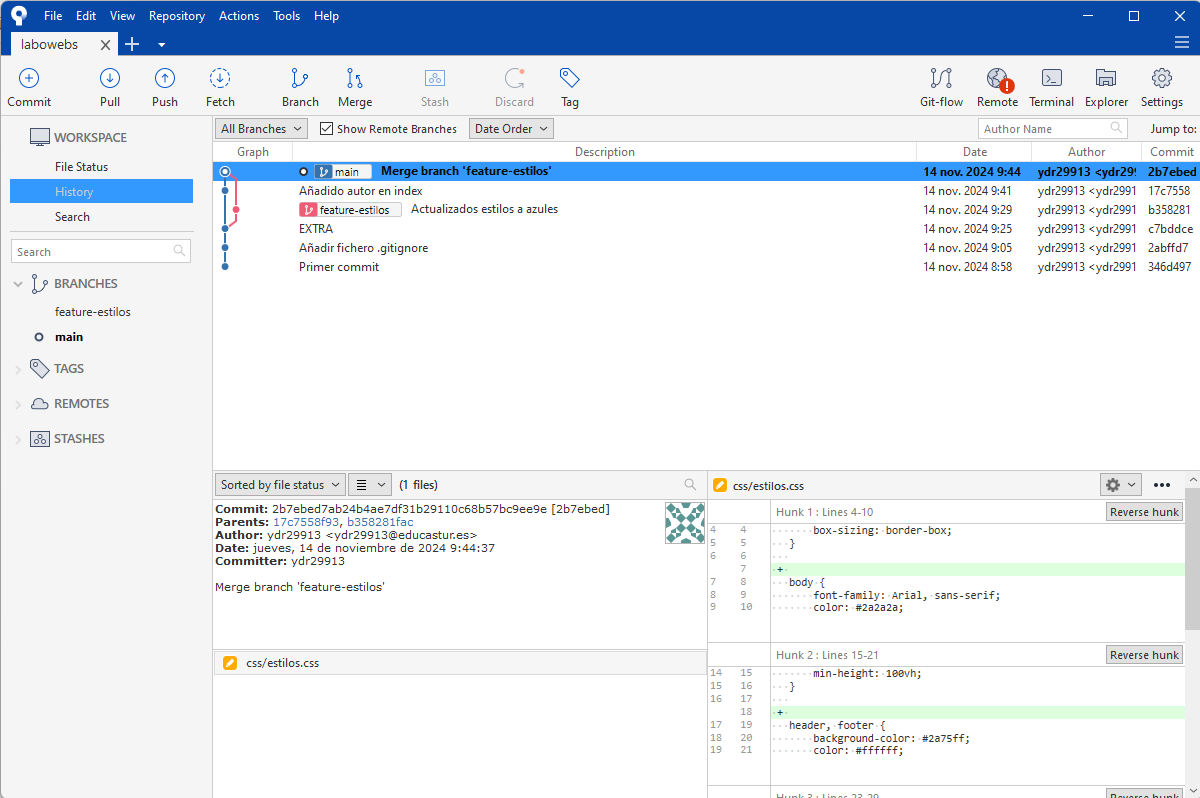 File Edit View Repository Actions Tools Help
labowebs
Commit Pull Push Fetch Branch Merge Stash Discard Tag Git-flow Remote Terminal Explorer Settings
WORKSPACE
File Status
History
Search
Search
BRANCHES
feature-estilos
main
TAGS
REMOTES
STASHES
All Branches Show Remote Branches Date Order Author Name Jump to:
Graph Description Date Author Commit
main Merge branch 'feature-estilos' 14 nov. 2024 9:44 ydr29913 <ydr291 2b7ebed
Añadido autor en index 14 nov. 2024 9:41 ydr29913 <ydr2991 17c7558
feature-estilos Actualizados estilos a azules 14 nov. 2024 9:29 ydr29913 <ydr2991 b358281
EXTRA 14 nov. 2024 9:25 ydr29913 <ydr2991 c7bddce
Añadir fichero .gitignore 14 nov. 2024 9:05 ydr29913 <ydr2991 2abffd7
Primer commit 14 nov. 2024 8:58 ydr29913 <ydr2991 346d497
Sorted by file status (1 files)
Commit: 2b7ebed7ab24b4ae7df31b29110c68b57bc9ee9e [2b7ebed]
Parents: 17c7558f93, b358281fac
Author: ydr29913 <ydr29913@educastur.es>
Date: jueves, 14 de noviembre de 2024 9:44:37
Committer: ydr29913
Merge branch 'feature-estilos'
css/estilos.css
css/estilos.css
Hunk 1 : Lines 4-10 Reverse hunk
4 4 box-sizing: border-box;
5 5 }
6 6
7 +
7 8 body {
8 9 font-family: Arial, sans-serif;
9 10 color: #2a2a2a;
Hunk 2 : Lines 15-21 Reverse hunk
14 15 min-height: 100vh;
15 16 }
16 17
18 +
17 19 header, footer {
18 20 background-color: #2a75ff;
19 21 color: #ffffff;
Hunk 3 : Lines 23-29 Reverse hunk